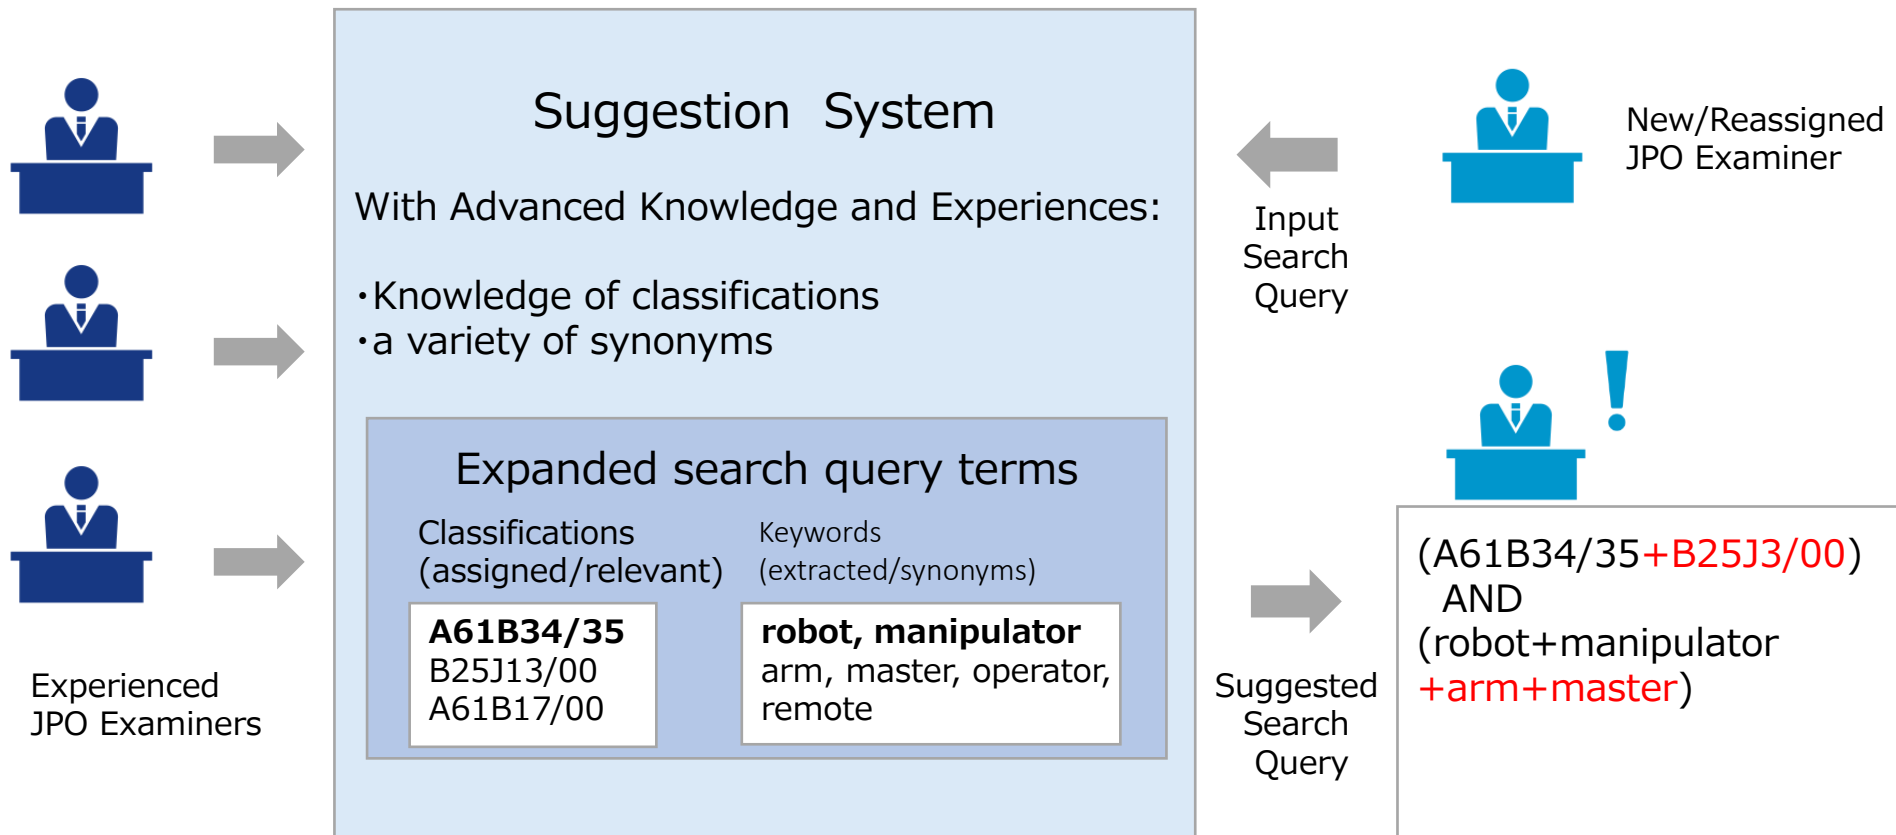 Suggestion System
With Advanced Knowledge and Experiences:
・Knowledge of classifications
・a variety of synonyms
Expanded search query terms
Classifications
(assigned/relevant)
A61B34/35
B25J13/00
A61B17/00
Keywords
(extracted/synonyms)
robot, manipulator
arm, master, operator,
remote
Experienced
JPO Examiners
New/Reassigned
JPO Examiner
Input
Search
Query
Suggested
Search
Query
!
(A61B34/35+B25J3/00)
AND
(robot+manipulator
+arm+master)